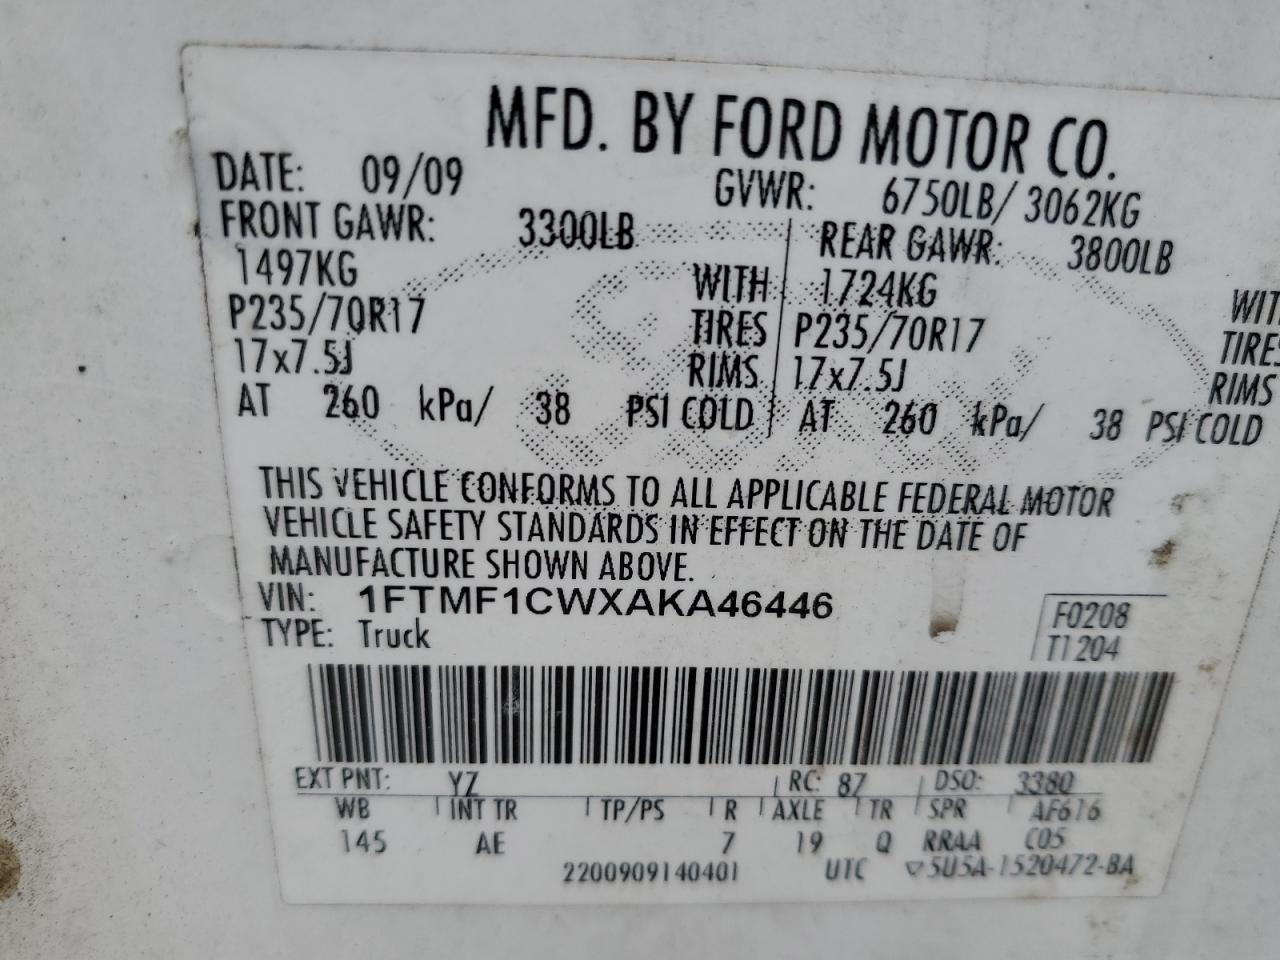 MFD. BY FORD MOTOR CO.
DATE: 09/09 GVWR: 6750LB/ 3062KG
FRONT GAWR: 3300LB REAR GAWR: 3800LB
1497KG WITH 1724KG WIT
P235/70R17 TIRES P235/70R17 TIRES
17x7.5J RIMS 17x7.5J RIMS
AT 260 kPa/ 38 PSI COLD AT 260 kPa/ 38 PSI COLD
THIS VEHICLE CONFORMS TO ALL APPLICABLE FEDERAL MOTOR
VEHICLE SAFETY STANDARDS IN EFFECT ON THE DATE OF
MANUFACTURE SHOWN ABOVE.
VIN: 1FTMF1CWXAKA46446 F0208
TYPE: Truck T1204
EXT PNT: YZ RC: 87 DSO: 3380
WB INT TR TP/PS R AXLE TR SPR AF616
145 AE 7 19 Q RRAA C05
2200909140401 UTC ▽5U5A-1520472-BA